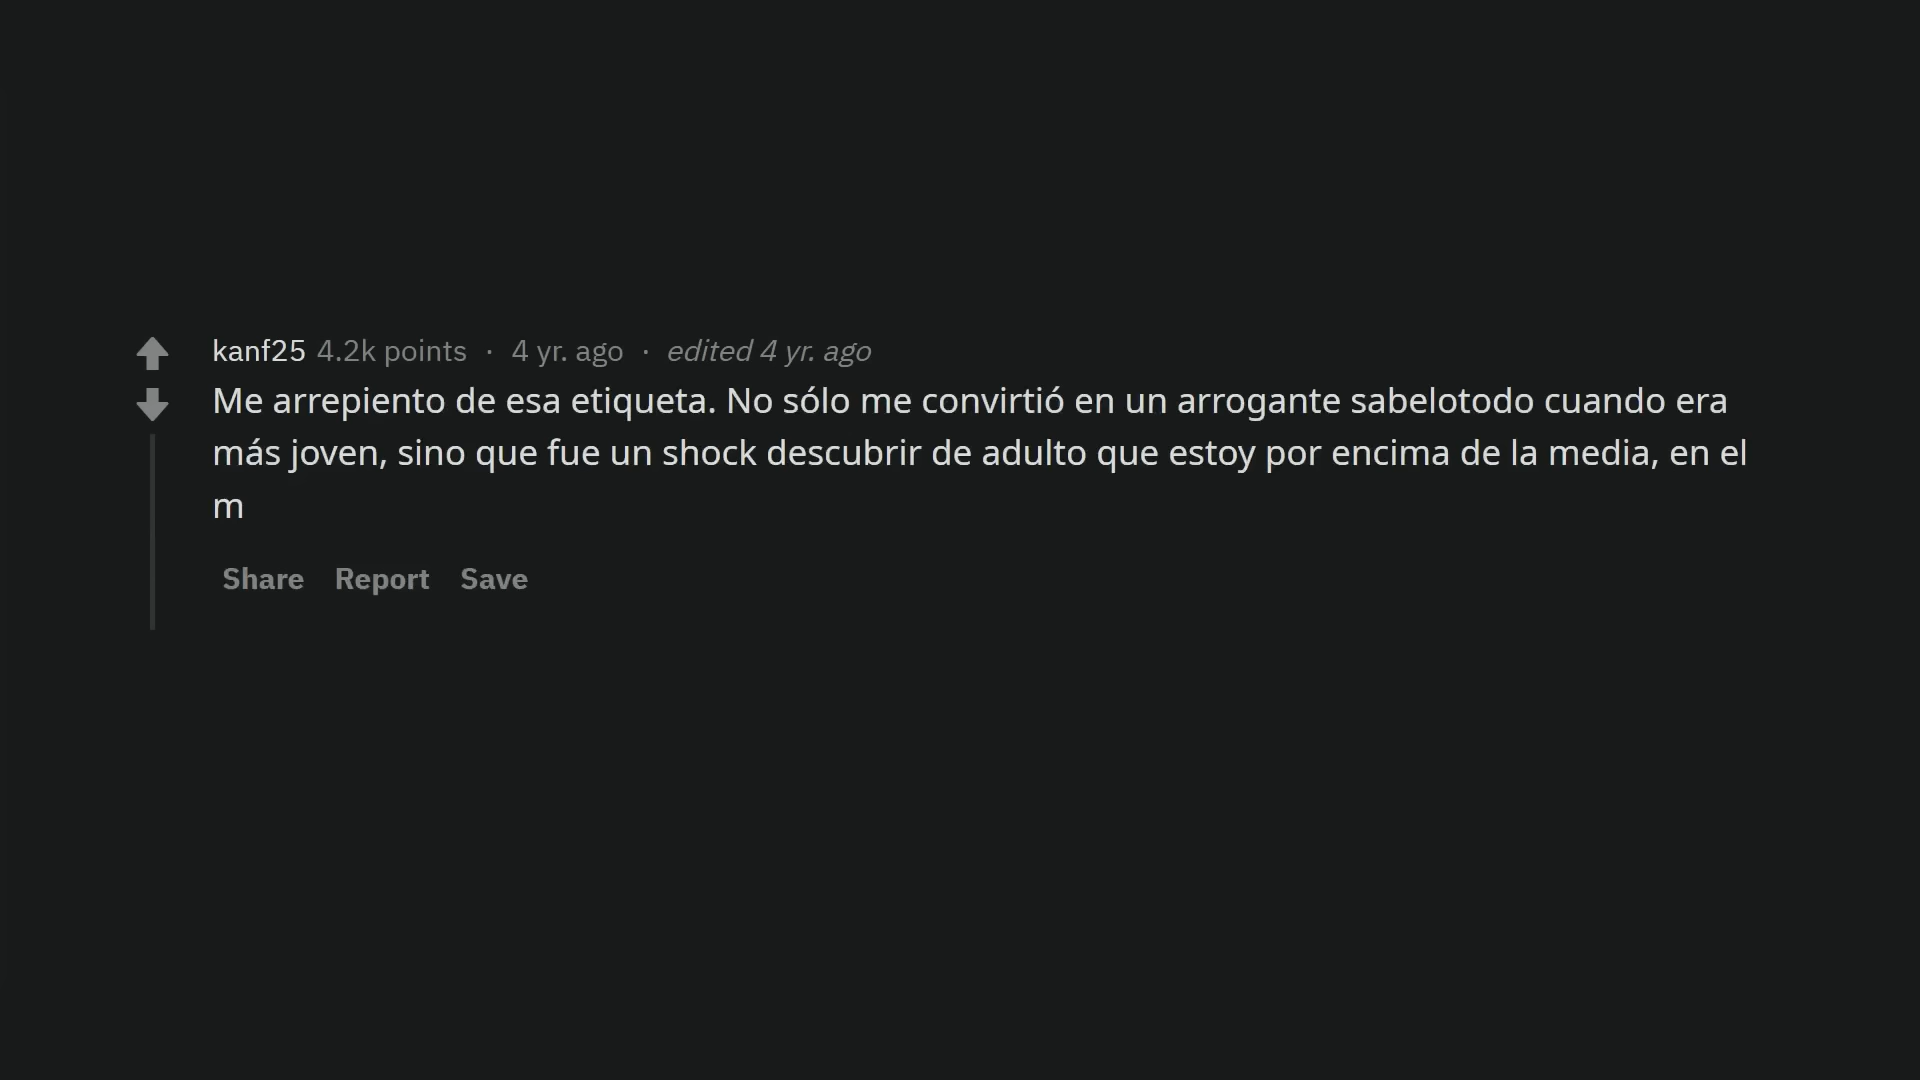 kanf25 4.2k points · 4 yr. ago · edited 4 yr. ago
Me arrepiento de esa etiqueta. No sólo me convirtió en un arrogante sabelotodo cuando era
más joven, sino que fue un shock descubrir de adulto que estoy por encima de la media, en el
m
Share Report Save